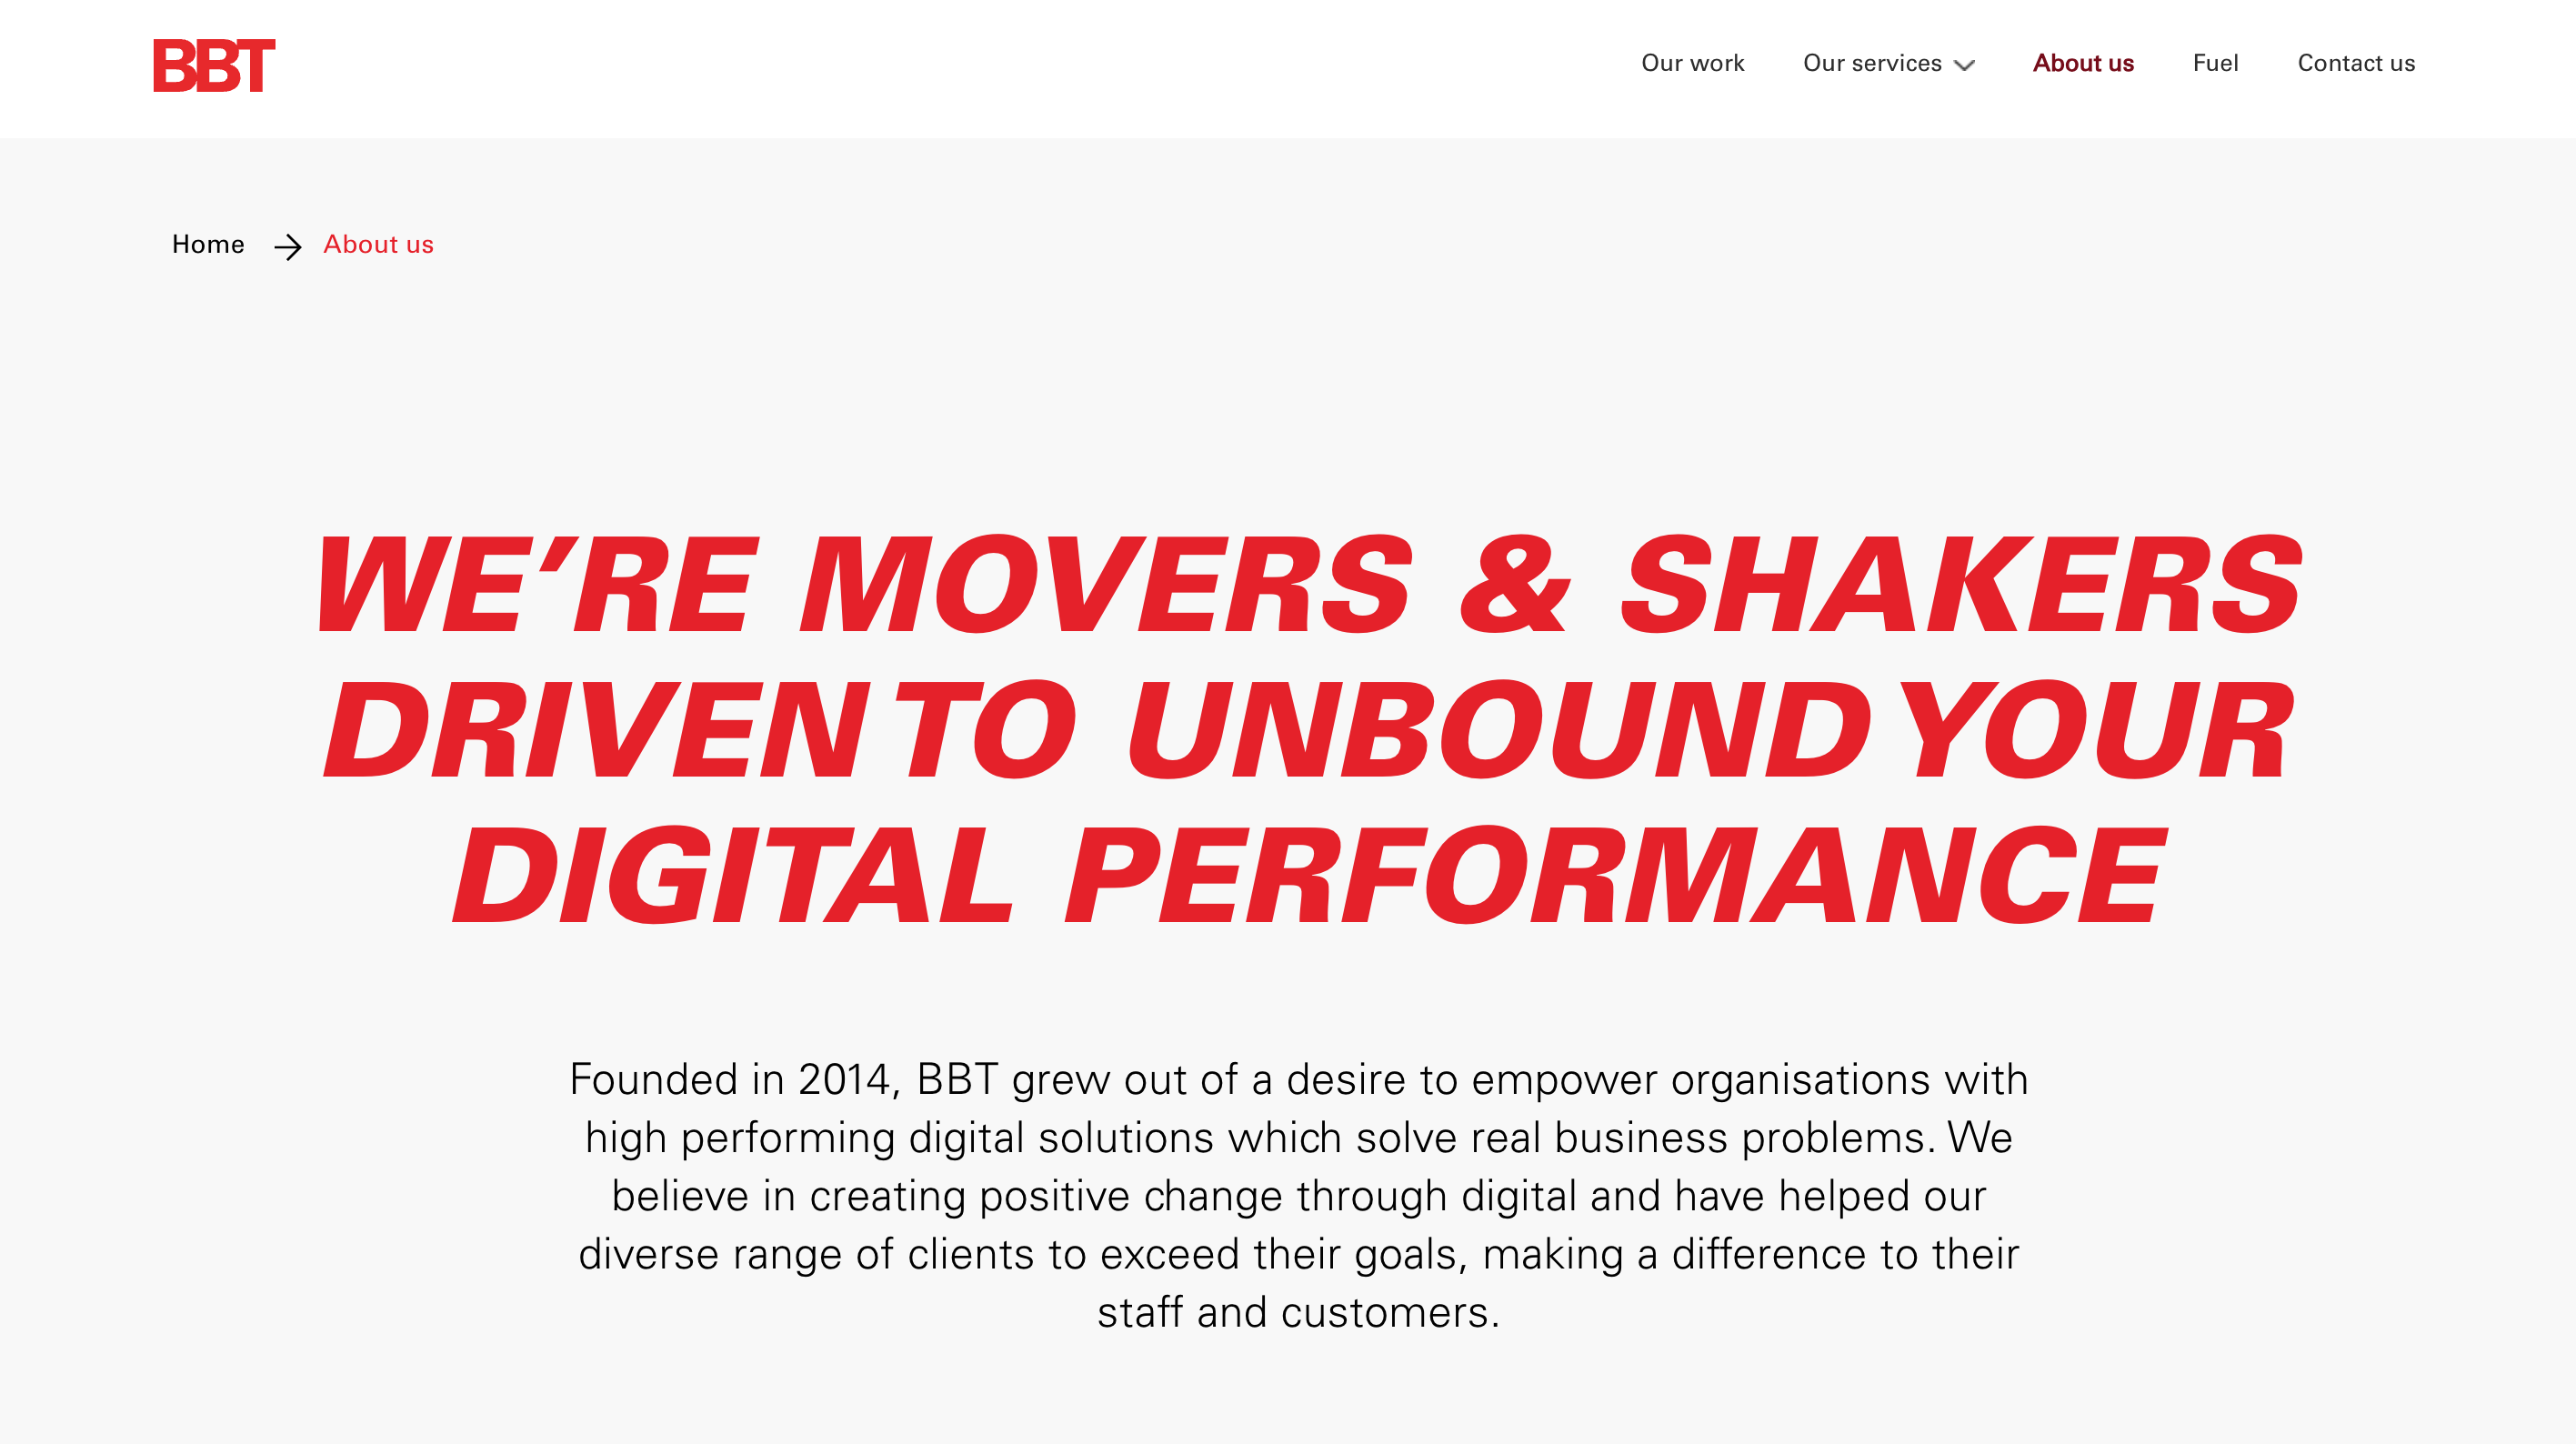 BBT
Our work Our services About us Fuel Contact us
Home → About us
WE’RE MOVERS & SHAKERS
DRIVEN TO UNBOUND YOUR
DIGITAL PERFORMANCE
Founded in 2014, BBT grew out of a desire to empower organisations with
high performing digital solutions which solve real business problems. We
believe in creating positive change through digital and have helped our
diverse range of clients to exceed their goals, making a difference to their
staff and customers.